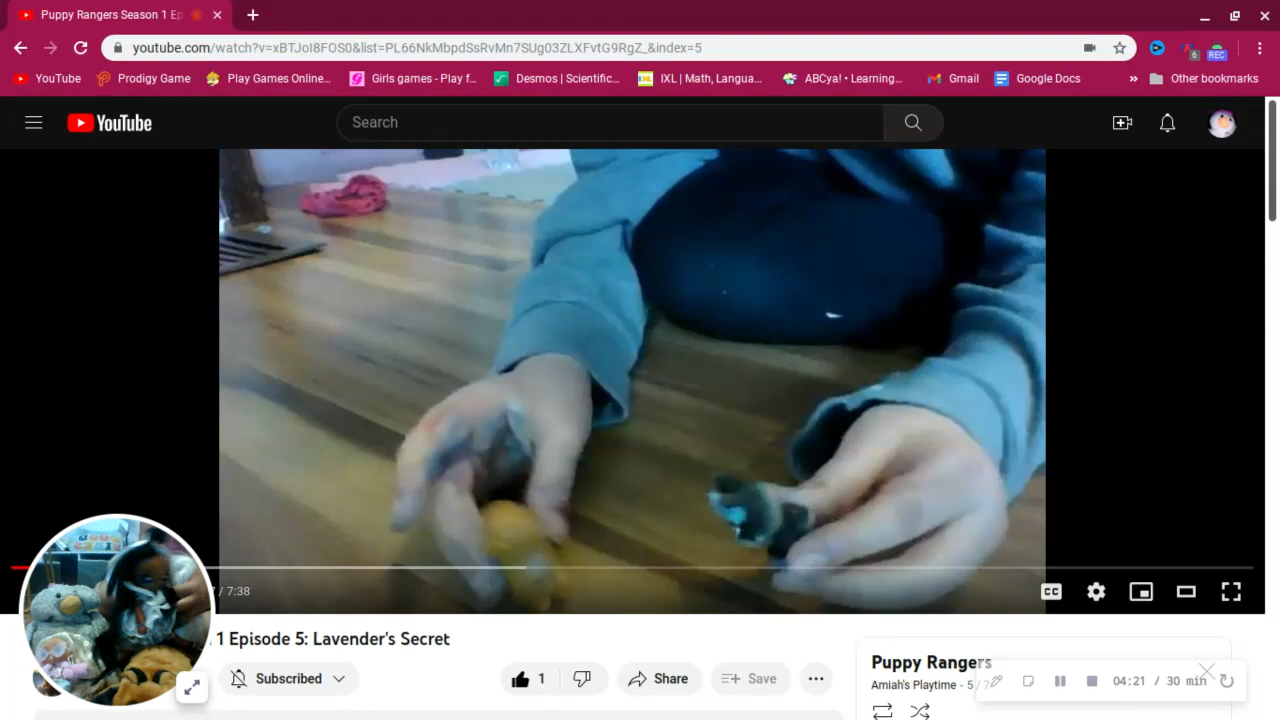 Puppy Rangers Season 1 Ep
youtube.com/watch?v=xBTJoI8FOS0&list=PL66NkMbpdSsRvMn7SUg03ZLXFvtG9RgZ_&index=5
6 REC
YouTube Prodigy Game Play Games Online... Girls games - Play f... Desmos | Scientific... IXL | Math, Langua... ABCya! • Learning... Gmail Google Docs » Other bookmarks
YouTube Search
/ 7:38 CC
1 Episode 5: Lavender's Secret
Subscribed 1 Share Save
Puppy Rangers
Amiah's Playtime - 5 / 7
04:21 / 30 min